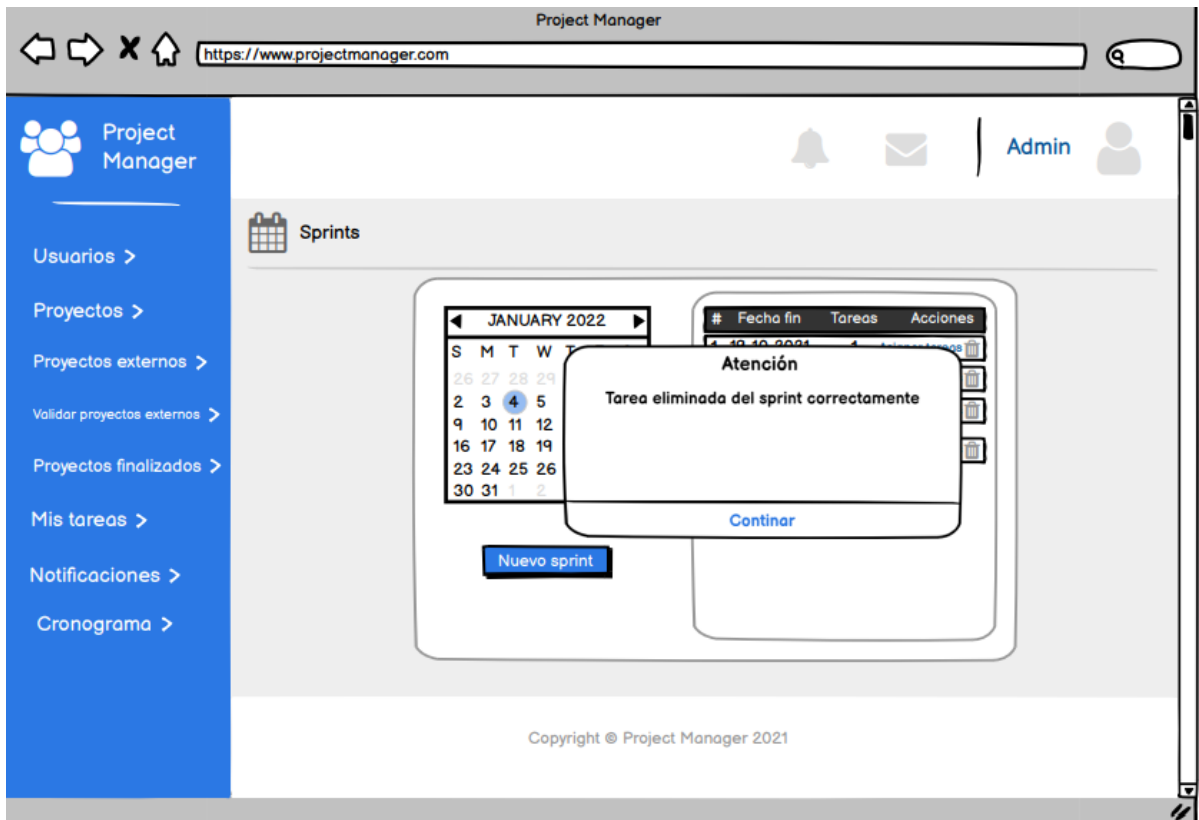 Project Manager
https://www.projectmanager.com
Project
Manager
Admin
Sprints
Usuarios >
Proyectos >
Proyectos externos >
Validar proyectos externos >
Proyectos finalizados >
Mis tareas >
Notificaciones >
Cronograma >
JANUARY 2022
S M T W T
26 27 28 29
2 3 4 5
9 10 11 12
16 17 18 19
23 24 25 26
30 31 1 2
Nuevo sprint
# Fecha fin Tareas Acciones
Atención
Tarea eliminada del sprint correctamente
Continar
Copyright © Project Manager 2021